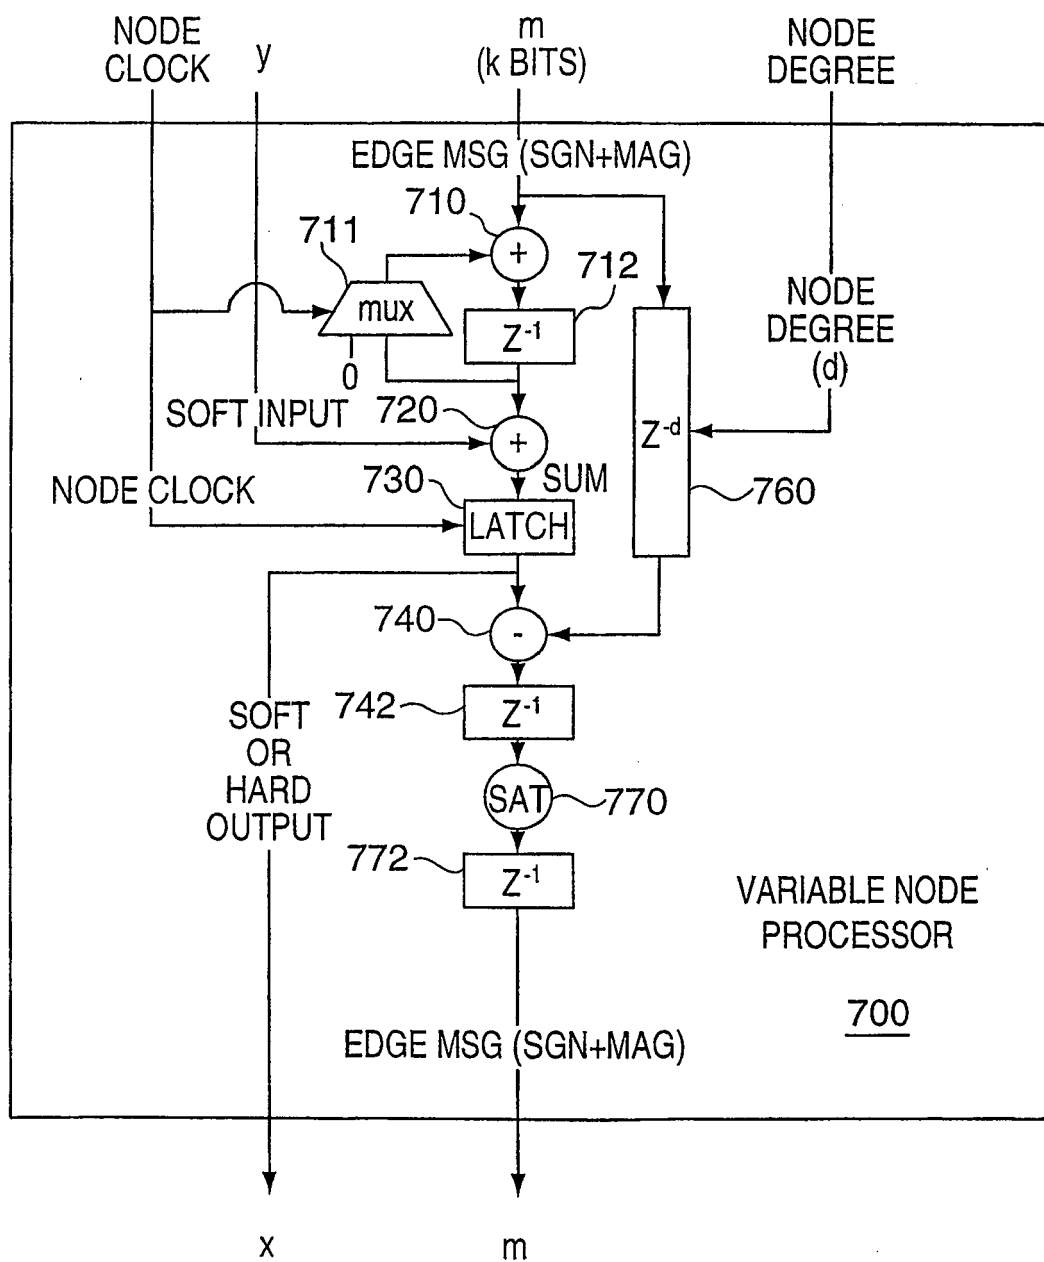 NODE
CLOCK
y
m
(k BITS)
NODE
DEGREE
EDGE MSG (SGN+MAG)
710
+
711
mux
0
712
Z⁻¹
NODE
DEGREE
(d)
SOFT INPUT
720
+
SUM
Z⁻ᵈ
760
NODE CLOCK
730
LATCH
740
-
742
Z⁻¹
SOFT
OR
HARD
OUTPUT
SAT
770
772
Z⁻¹
VARIABLE NODE
PROCESSOR
700
EDGE MSG (SGN+MAG)
x
m